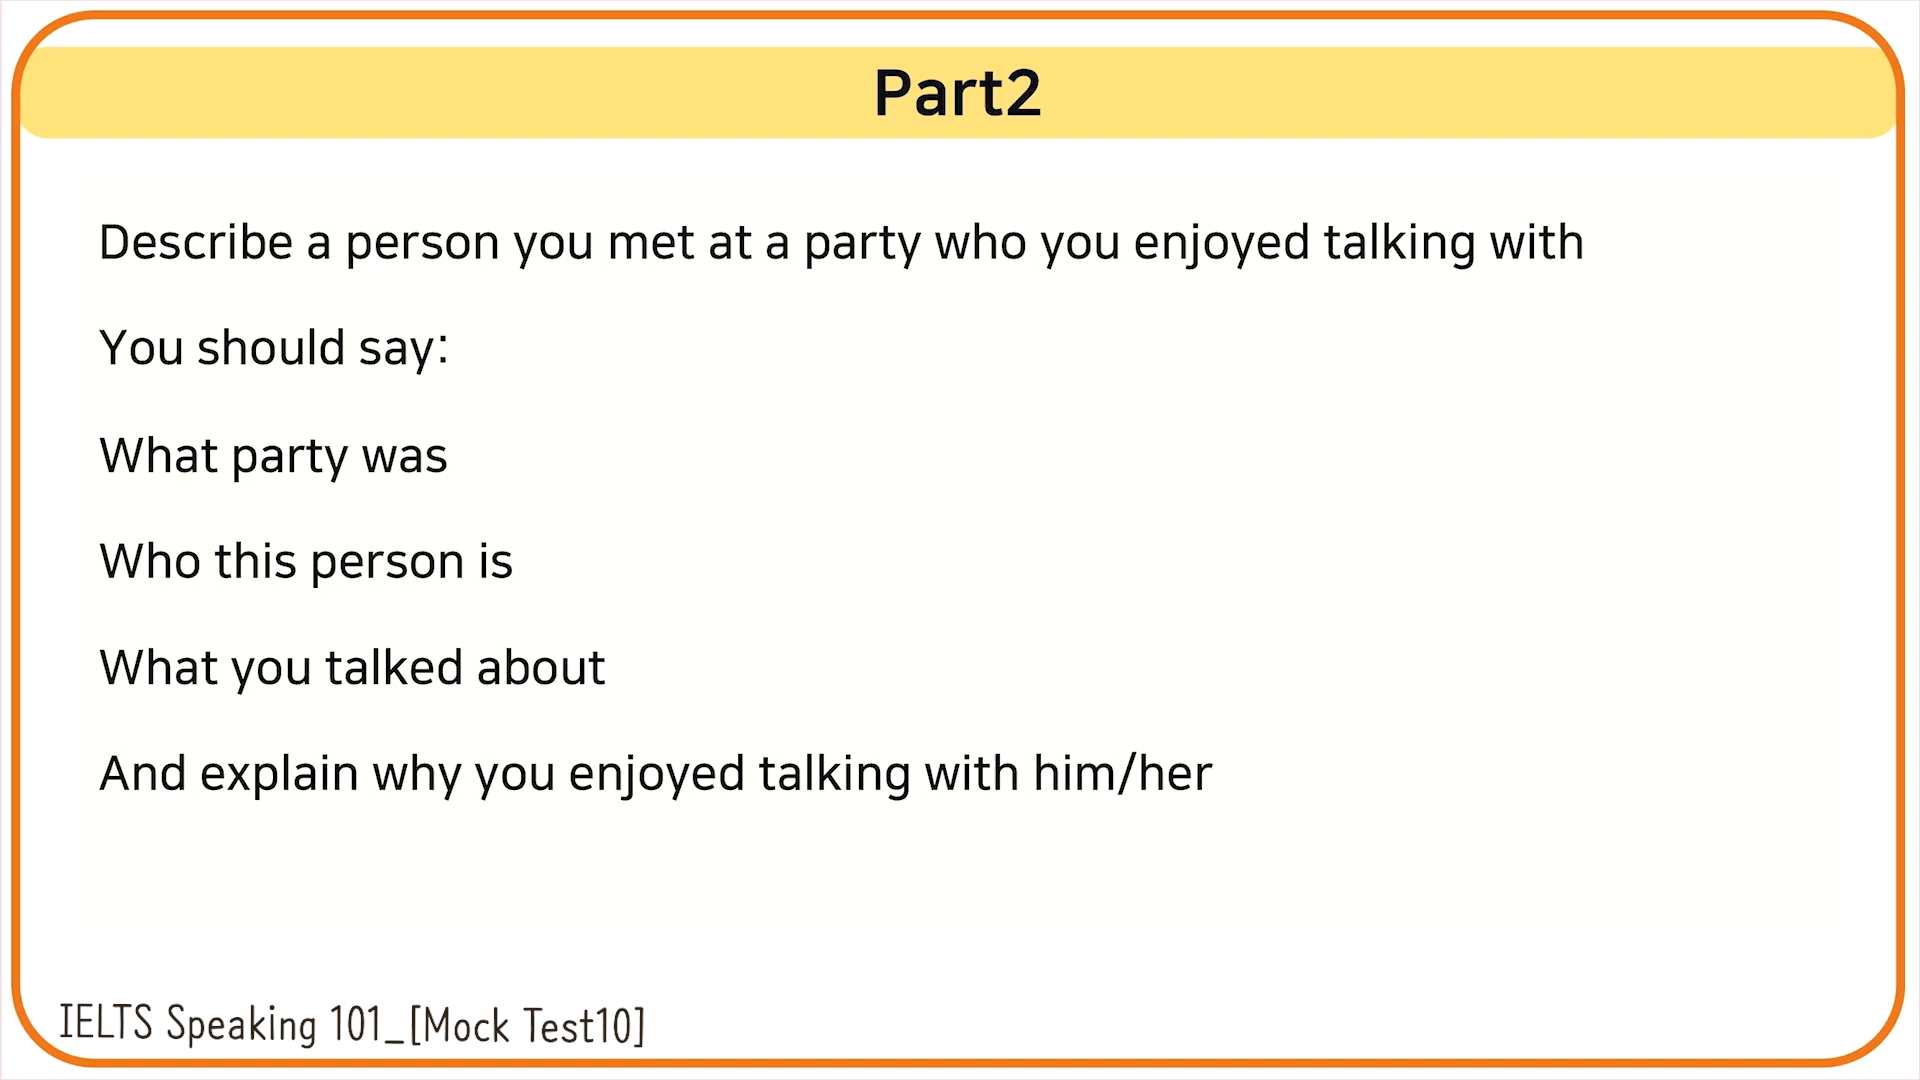 Part2
Describe a person you met at a party who you enjoyed talking with
You should say:
What party was
Who this person is
What you talked about
And explain why you enjoyed talking with him/her
IELTS Speaking 101_[Mock Test10]